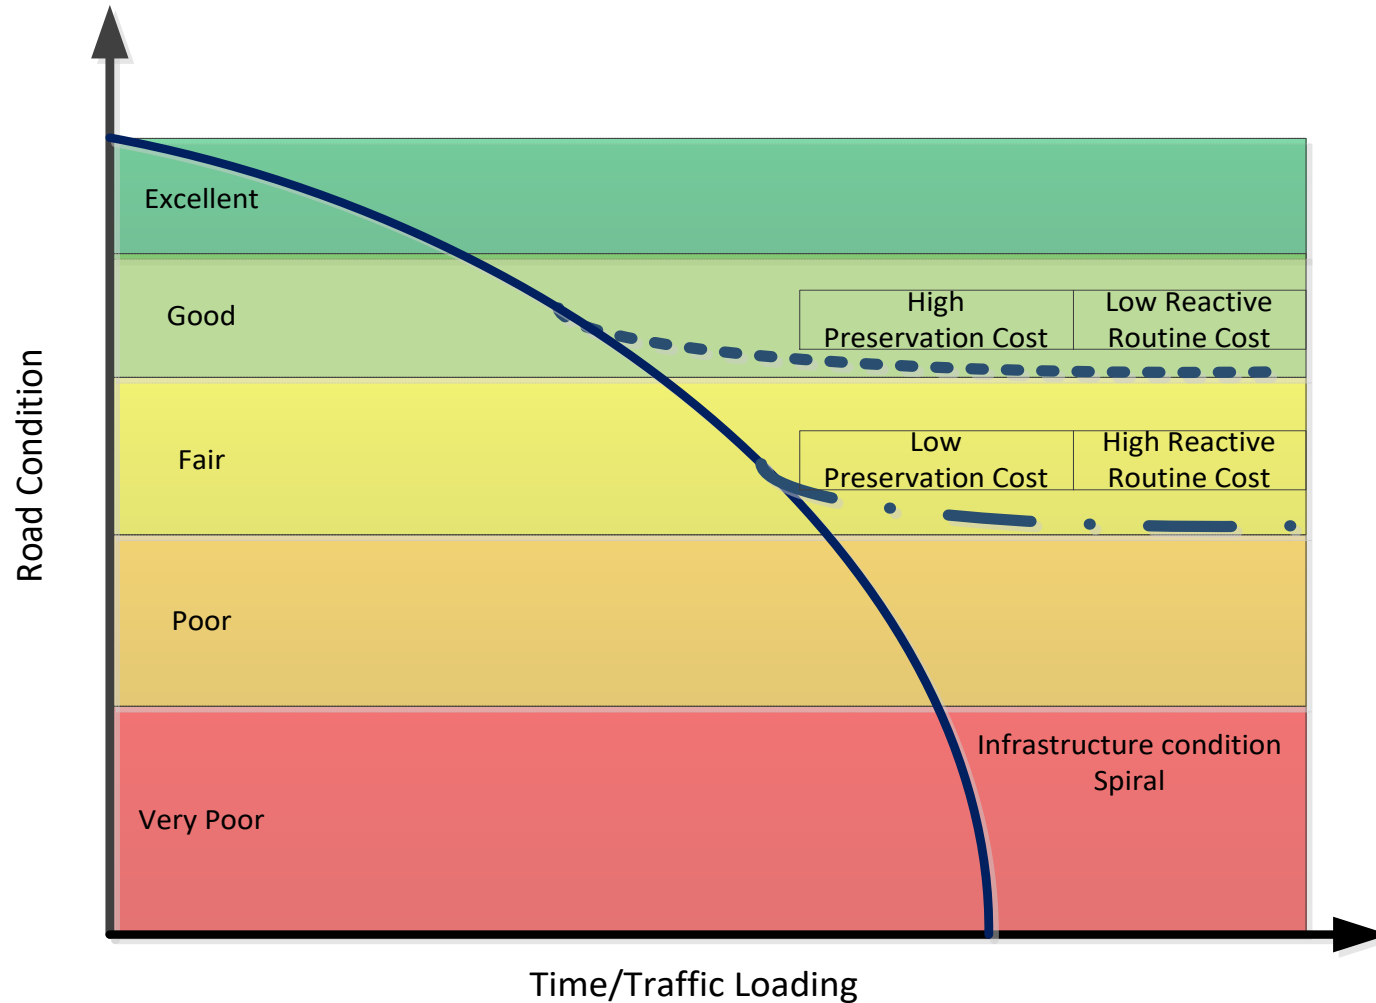 Excellent
Good
High
Preservation Cost
Low Reactive
Routine Cost
Fair
Low
Preservation Cost
High Reactive
Routine Cost
Poor
Infrastructure condition
Spiral
Very Poor
Road Condition
Time/Traffic Loading